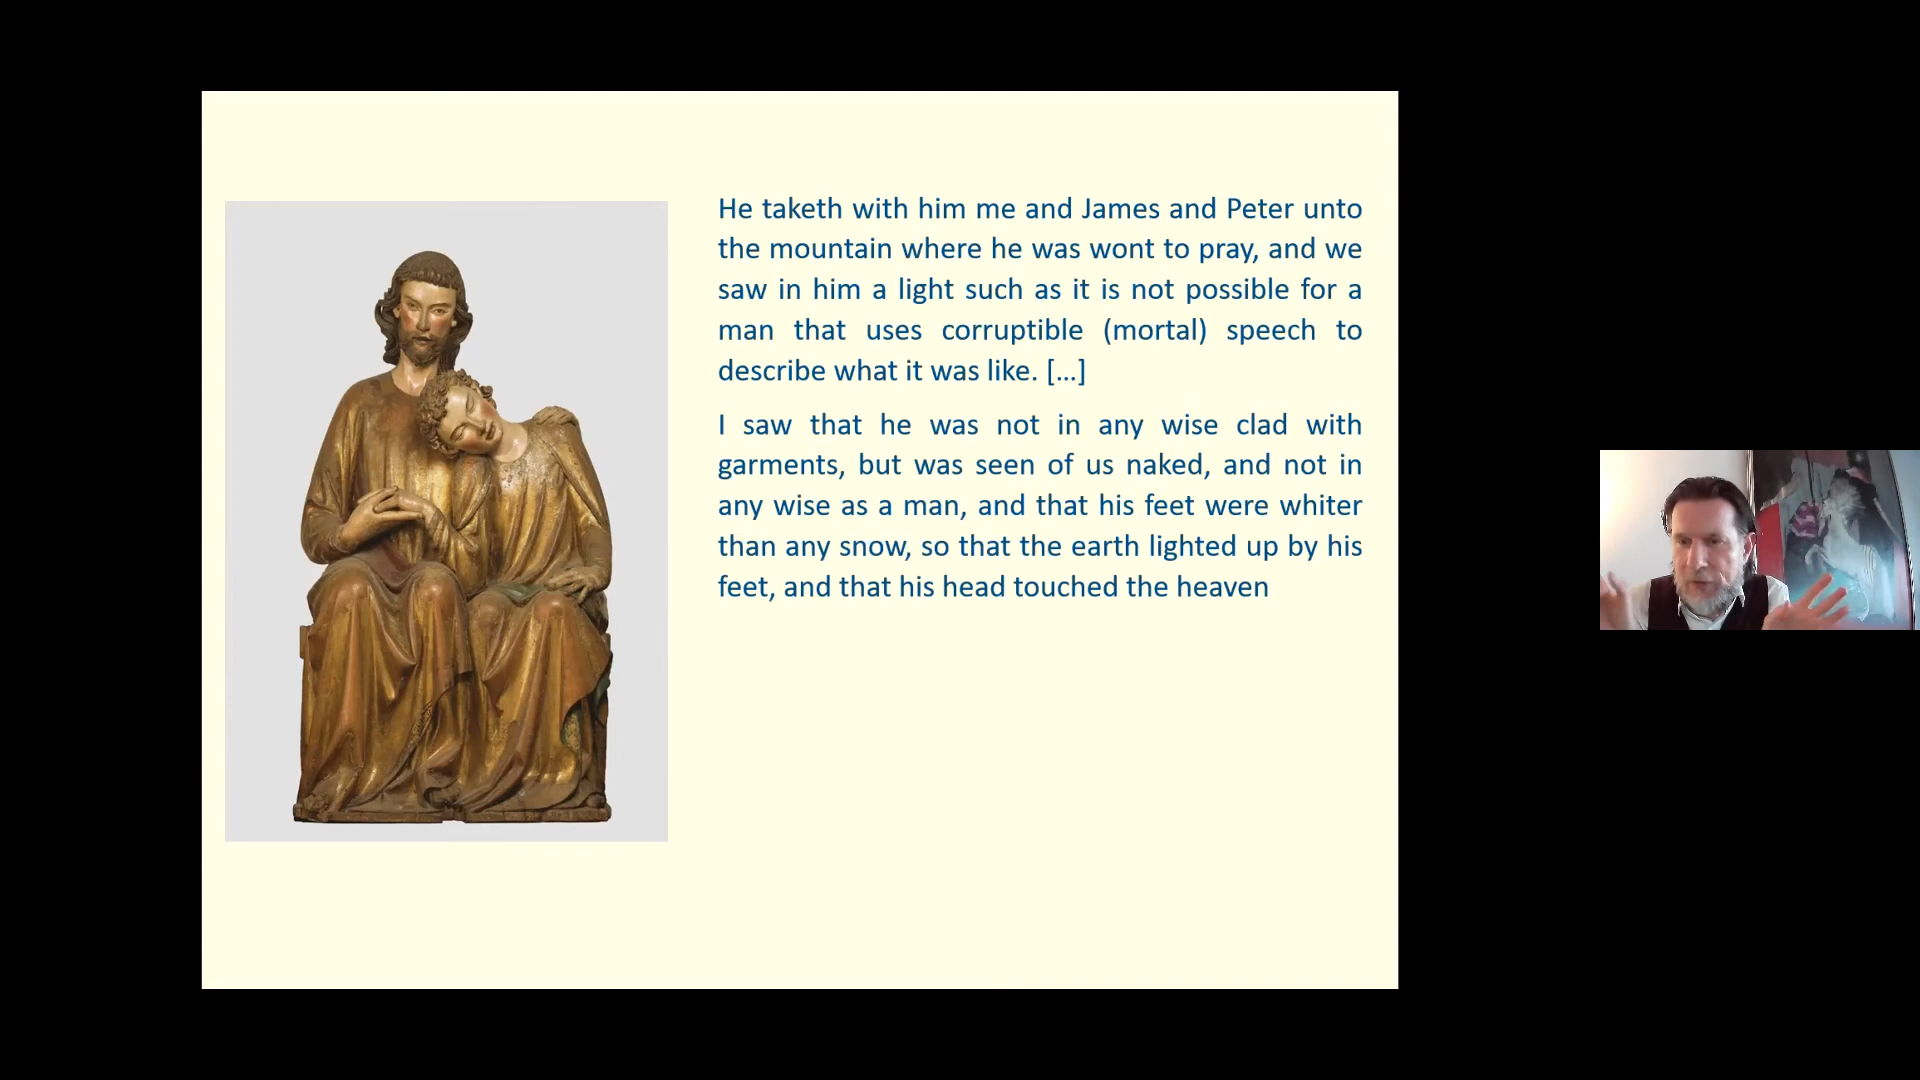 He taketh with him me and James and Peter unto
the mountain where he was wont to pray, and we
saw in him a light such as it is not possible for a
man that uses corruptible (mortal) speech to
describe what it was like. […]
I saw that he was not in any wise clad with
garments, but was seen of us naked, and not in
any wise as a man, and that his feet were whiter
than any snow, so that the earth lighted up by his
feet, and that his head touched the heaven